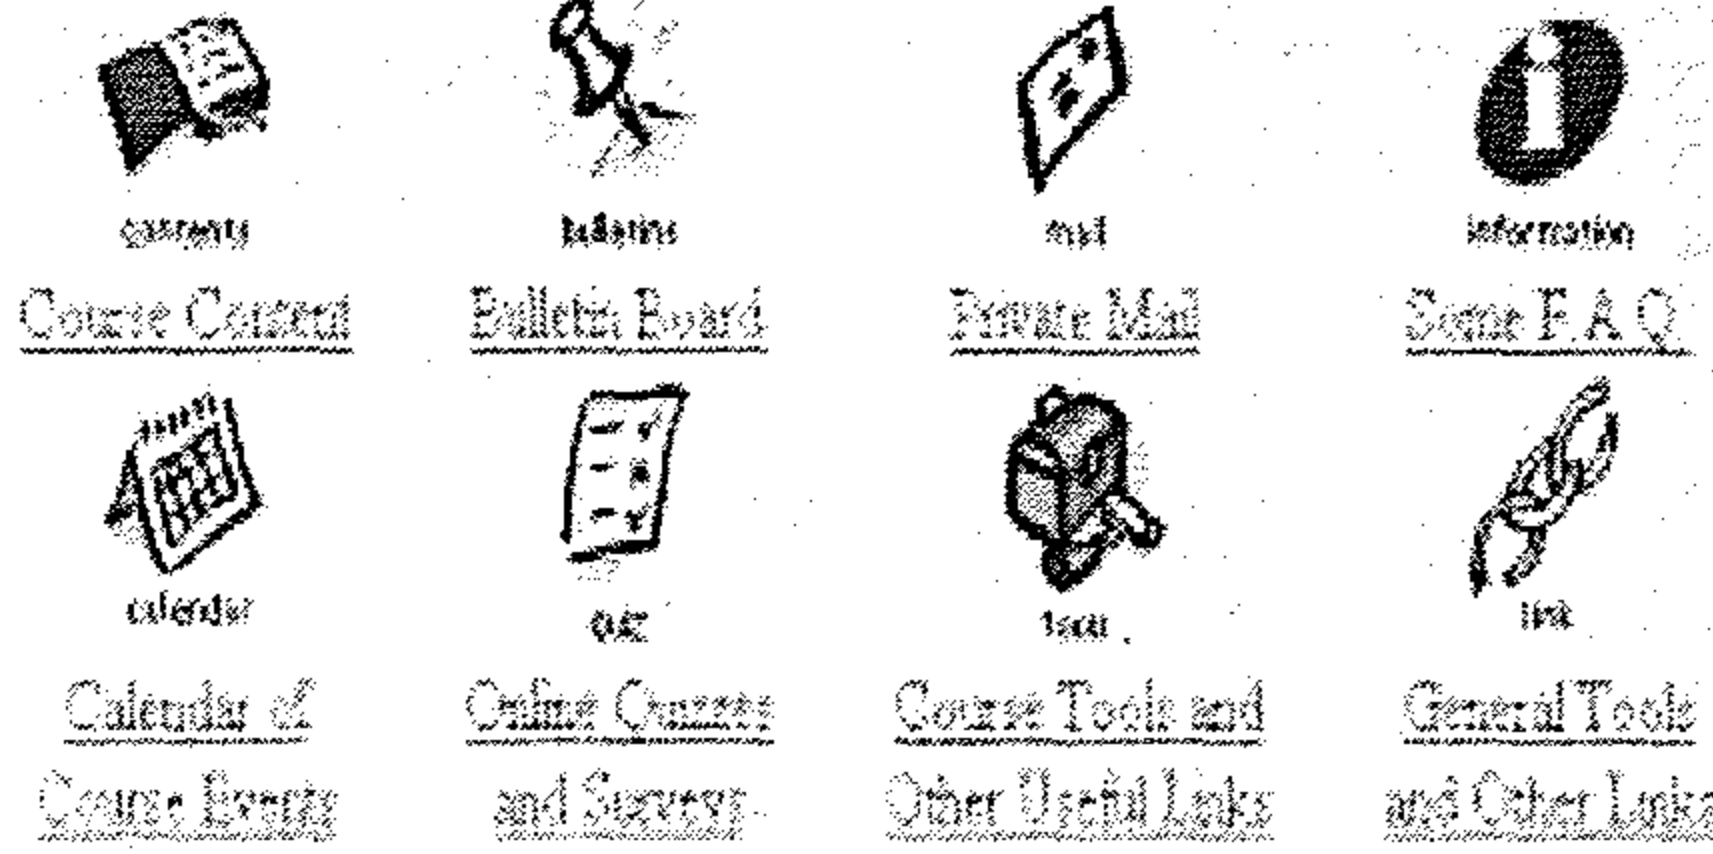 contents bulletins mail information
Course Content Bulletin Board Private Mail Some F.A.Q.
calendar quiz tools link
Calendar of Online Quizzes Course Tools and General Tools
Course Events and Surveys Other Useful Links and Other Links